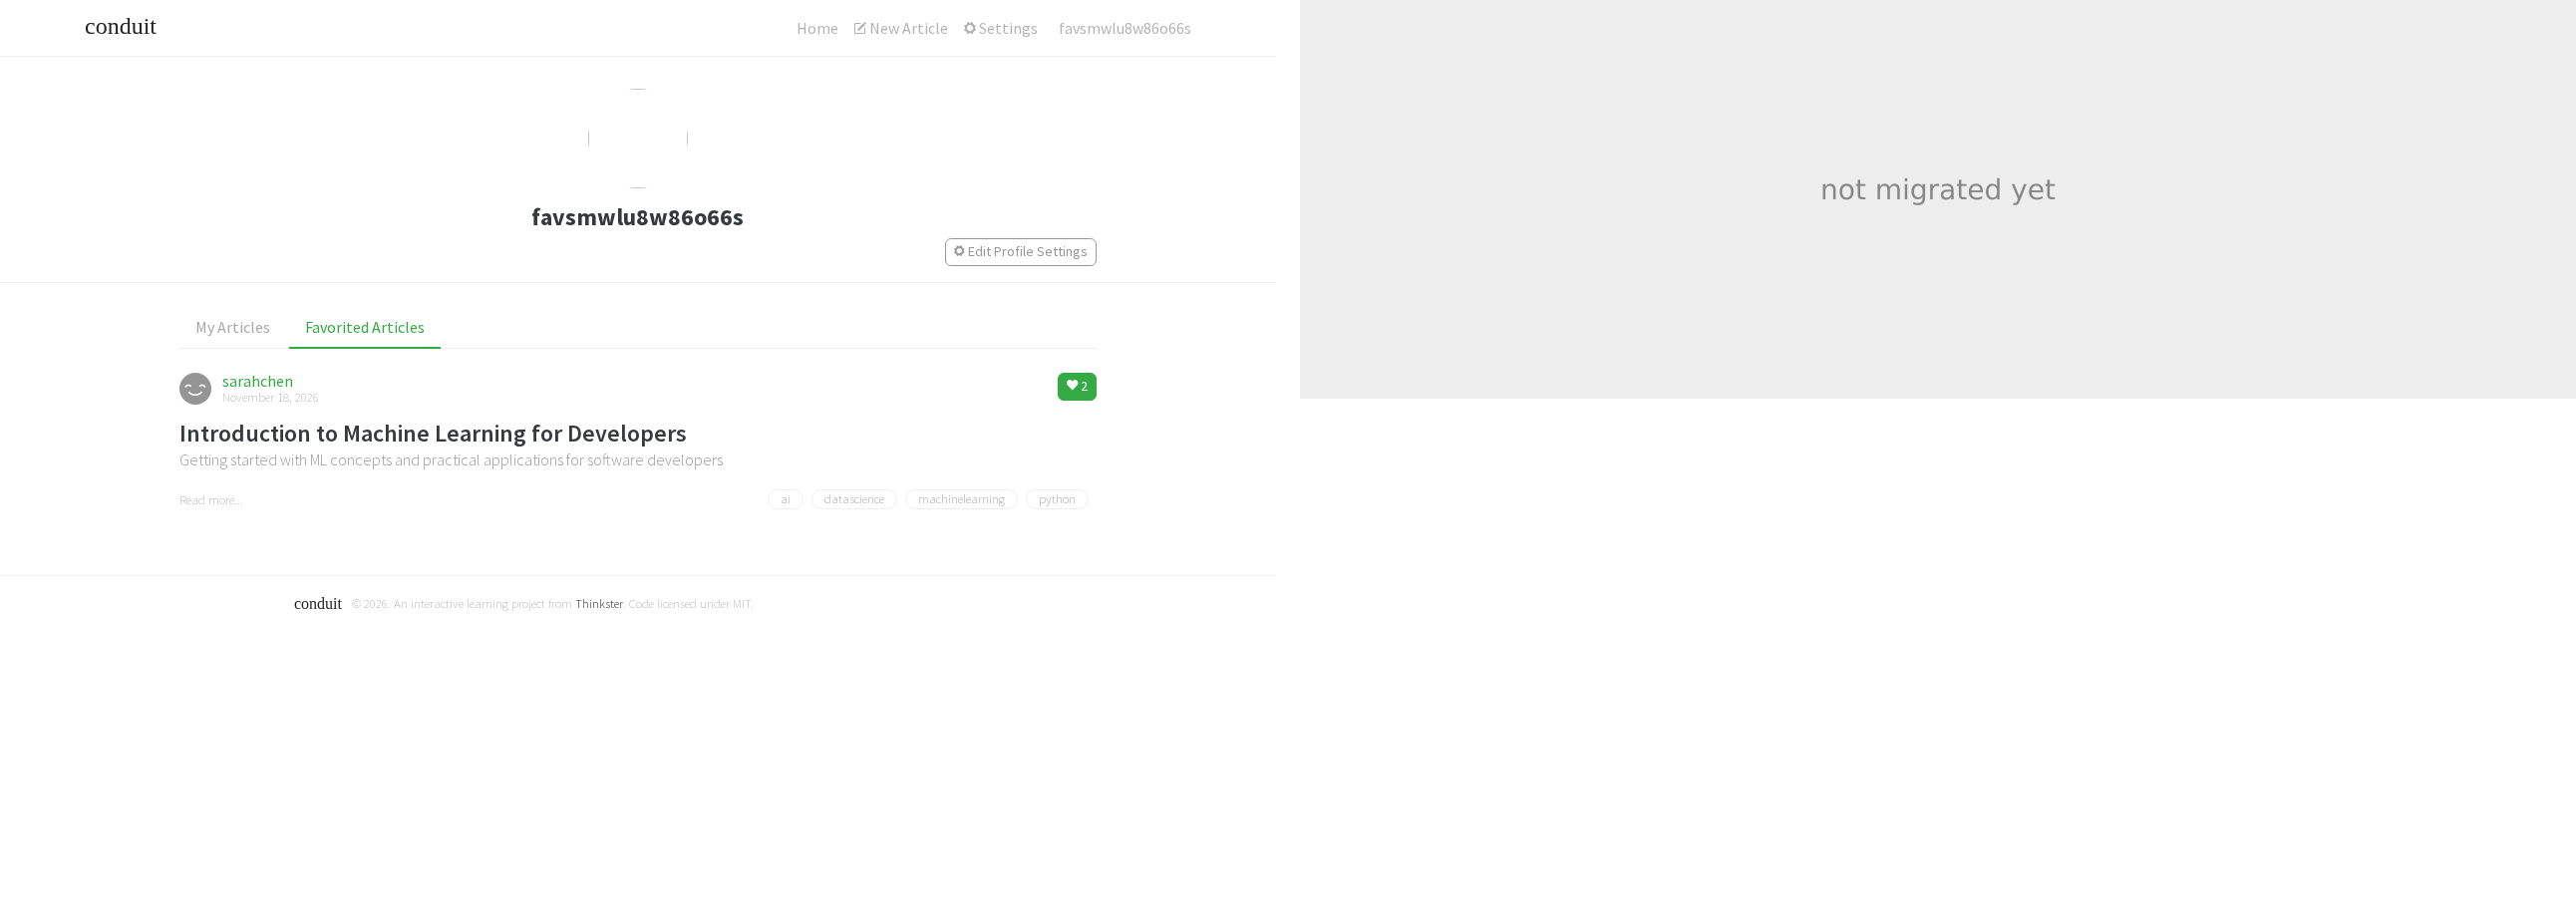 conduit
Home New Article Settings favsmwlu8w86o66s
favsmwlu8w86o66s
Edit Profile Settings
My Articles Favorited Articles
sarahchen
November 18, 2026
2
Introduction to Machine Learning for Developers
Getting started with ML concepts and practical applications for software developers
Read more...
ai datascience machinelearning python
conduit © 2026. An interactive learning project from Thinkster. Code licensed under MIT.
not migrated yet